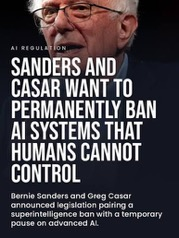 AI REGULATION
SANDERS AND
CASAR WANT TO
PERMANENTLY BAN
AI SYSTEMS THAT
HUMANS CANNOT
CONTROL
Bernie Sanders and Greg Casar
announced legislation pairing a
superintelligence ban with a temporary
pause on advanced AI.